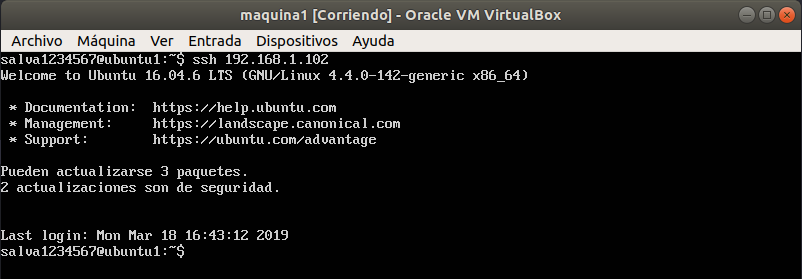 maquina1 [Corriendo] - Oracle VM VirtualBox
Archivo Máquina Ver Entrada Dispositivos Ayuda
salva1234567@ubuntu1:~$ ssh 192.168.1.102
Welcome to Ubuntu 16.04.6 LTS (GNU/Linux 4.4.0-142-generic x86_64)
* Documentation: https://help.ubuntu.com
* Management: https://landscape.canonical.com
* Support: https://ubuntu.com/advantage
Pueden actualizarse 3 paquetes.
2 actualizaciones son de seguridad.
Last login: Mon Mar 18 16:43:12 2019
salva1234567@ubuntu1:~$